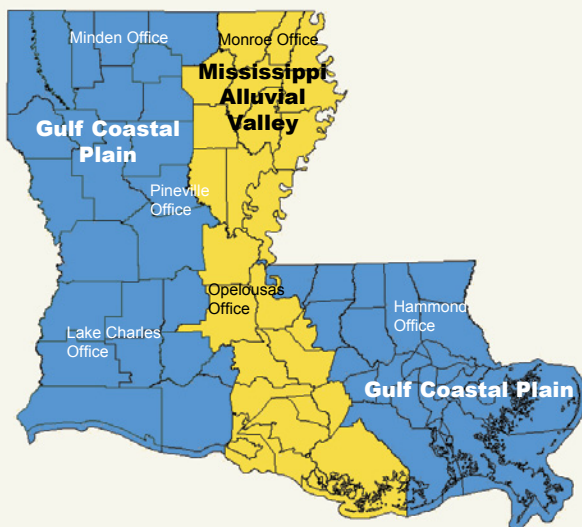 Minden Office
Monroe Office
Mississippi
Alluvial
Valley
Gulf Coastal
Plain
Pineville
Office
Opelousas
Office
Hammond
Office
Lake Charles
Office
Gulf Coastal Plain